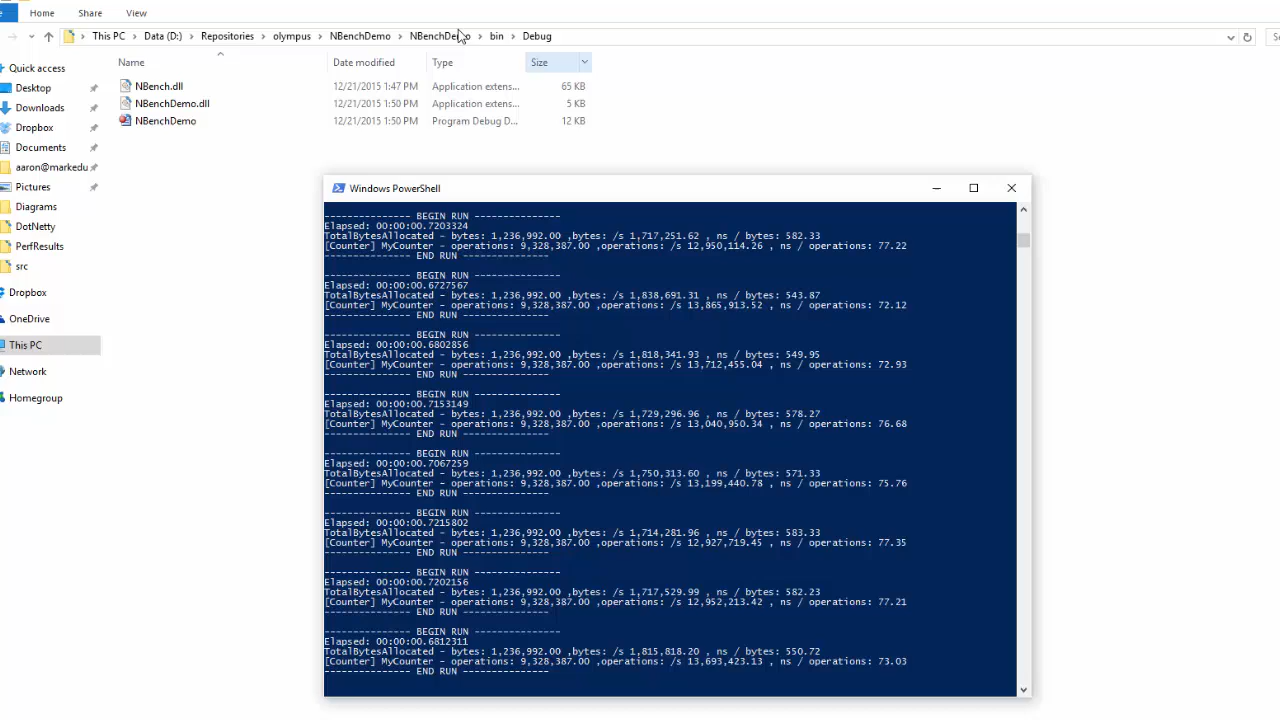 Home Share View
This PC > Data (D:) > Repositories > olympus > NBenchDemo > NBenchDemo > bin > Debug
Name Date modified Type Size
Quick access
Desktop
Downloads
Dropbox
Documents
aaron@markedu
Pictures
Diagrams
DotNetty
PerfResults
src
Dropbox
OneDrive
This PC
Network
Homegroup
NBench.dll 12/21/2015 1:47 PM Application extens... 65 KB
NBenchDemo.dll 12/21/2015 1:50 PM Application extens... 5 KB
NBenchDemo 12/21/2015 1:50 PM Program Debug D... 12 KB
Windows PowerShell
--------------- BEGIN RUN ---------------
Elapsed: 00:00:00.7203324
TotalBytesAllocated - bytes: 1,236,992.00 ,bytes: /s 1,717,251.62 , ns / bytes: 582.33
[Counter] MyCounter - operations: 9,328,387.00 ,operations: /s 12,950,114.26 , ns / operations: 77.22
--------------- END RUN ---------------
--------------- BEGIN RUN ---------------
Elapsed: 00:00:00.6727567
TotalBytesAllocated - bytes: 1,236,992.00 ,bytes: /s 1,838,691.31 , ns / bytes: 543.87
[Counter] MyCounter - operations: 9,328,387.00 ,operations: /s 13,865,913.52 , ns / operations: 72.12
--------------- END RUN ---------------
--------------- BEGIN RUN ---------------
Elapsed: 00:00:00.6802856
TotalBytesAllocated - bytes: 1,236,992.00 ,bytes: /s 1,818,341.93 , ns / bytes: 549.95
[Counter] MyCounter - operations: 9,328,387.00 ,operations: /s 13,712,455.04 , ns / operations: 72.93
--------------- END RUN ---------------
--------------- BEGIN RUN ---------------
Elapsed: 00:00:00.7153149
TotalBytesAllocated - bytes: 1,236,992.00 ,bytes: /s 1,729,296.96 , ns / bytes: 578.27
[Counter] MyCounter - operations: 9,328,387.00 ,operations: /s 13,040,950.34 , ns / operations: 76.68
--------------- END RUN ---------------
--------------- BEGIN RUN ---------------
Elapsed: 00:00:00.7067259
TotalBytesAllocated - bytes: 1,236,992.00 ,bytes: /s 1,750,313.60 , ns / bytes: 571.33
[Counter] MyCounter - operations: 9,328,387.00 ,operations: /s 13,199,440.78 , ns / operations: 75.76
--------------- END RUN ---------------
--------------- BEGIN RUN ---------------
Elapsed: 00:00:00.7215802
TotalBytesAllocated - bytes: 1,236,992.00 ,bytes: /s 1,714,281.96 , ns / bytes: 583.33
[Counter] MyCounter - operations: 9,328,387.00 ,operations: /s 12,927,719.45 , ns / operations: 77.35
--------------- END RUN ---------------
--------------- BEGIN RUN ---------------
Elapsed: 00:00:00.7202156
TotalBytesAllocated - bytes: 1,236,992.00 ,bytes: /s 1,717,529.99 , ns / bytes: 582.23
[Counter] MyCounter - operations: 9,328,387.00 ,operations: /s 12,952,213.42 , ns / operations: 77.21
--------------- END RUN ---------------
--------------- BEGIN RUN ---------------
Elapsed: 00:00:00.6812311
TotalBytesAllocated - bytes: 1,236,992.00 ,bytes: /s 1,815,818.20 , ns / bytes: 550.72
[Counter] MyCounter - operations: 9,328,387.00 ,operations: /s 13,693,423.13 , ns / operations: 73.03
--------------- END RUN ---------------